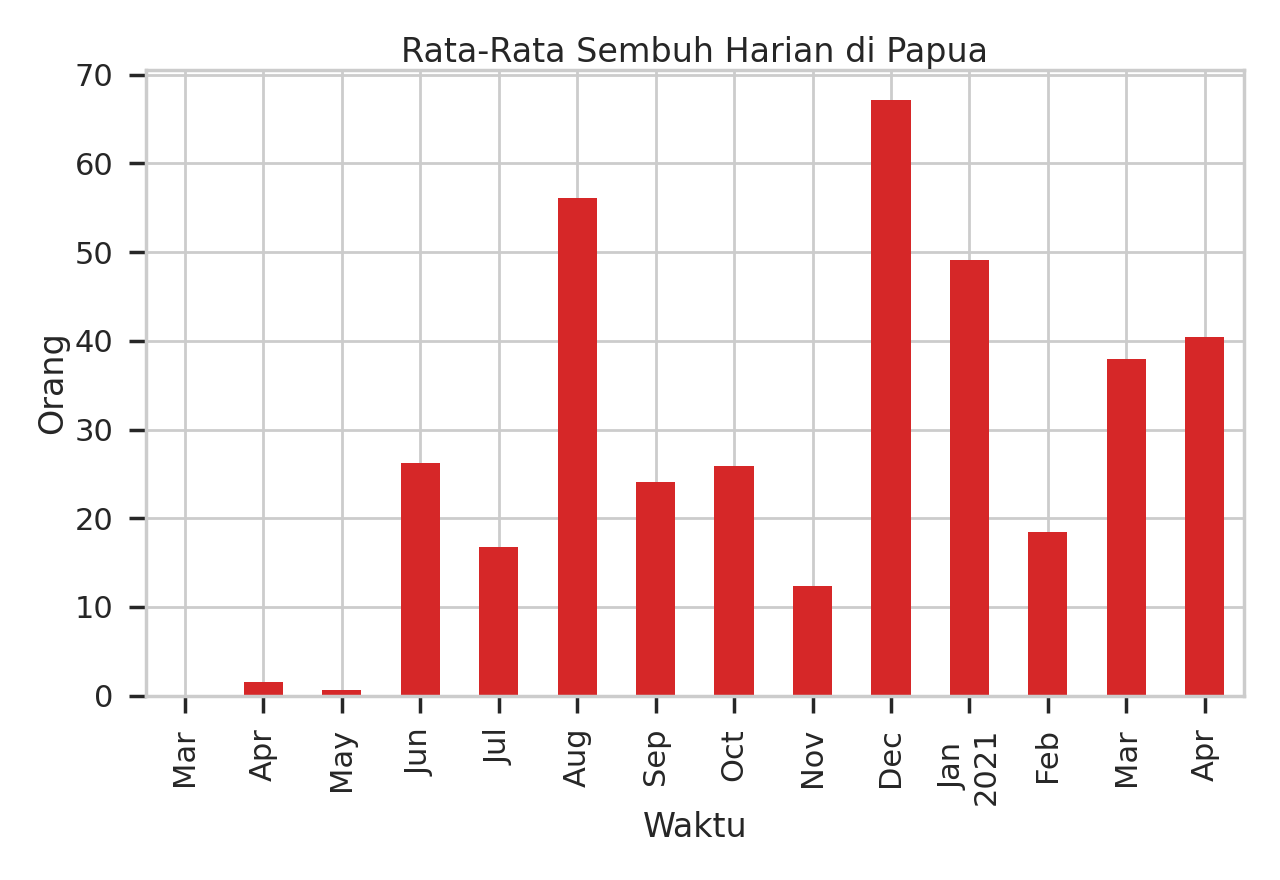 Rata-Rata Sembuh Harian di Papua
70
60
50
40
30
20
10
0
Orang
Mar
Apr
May
Jun
Jul
Aug
Sep
Oct
Nov
Dec
Jan
2021
Feb
Mar
Apr
Waktu